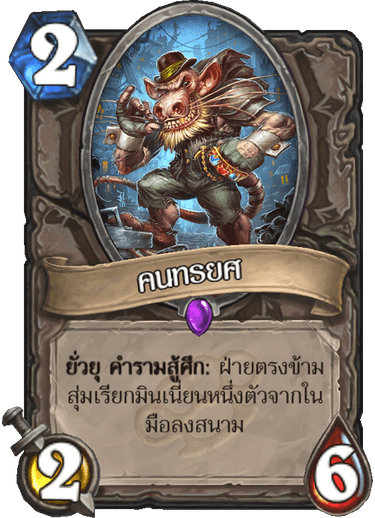 2
คนทรยศ
ยั่วยุ คำรามสู้ศึก: ฝ่ายตรงข้าม
สุ่มเรียกมินเนี่ยนหนึ่งตัวจากใน
มือลงสนาม
2
6